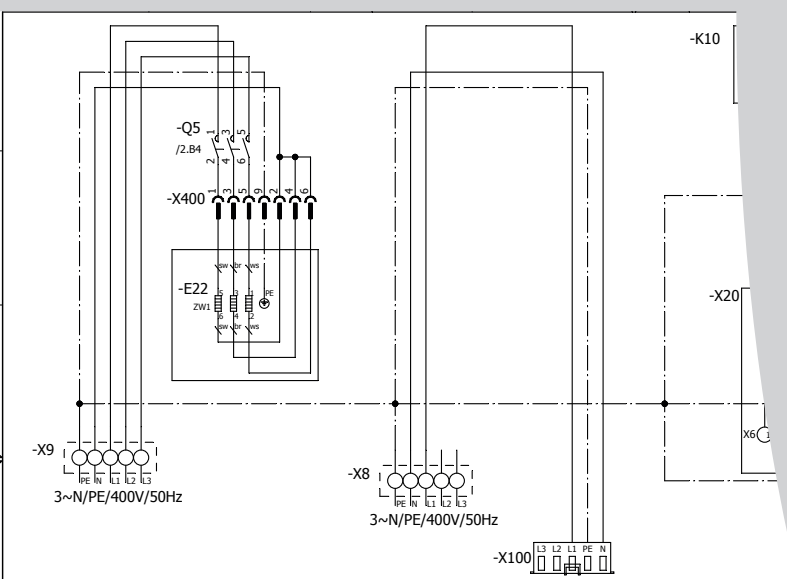 -K10
-Q5
/2.B4
1 3 5
2 4 6
-X400
1 3 5 9 2 4 6
sw br ws
-E22
ZW1
5 3 1 PE
6 4 2
sw br ws
-X20
X6 1
-X9
PE N L1 L2 L3
3~N/PE/400V/50Hz
-X8
PE N L1 L2 L3
3~N/PE/400V/50Hz
-X100
L3 L2 L1 PE N